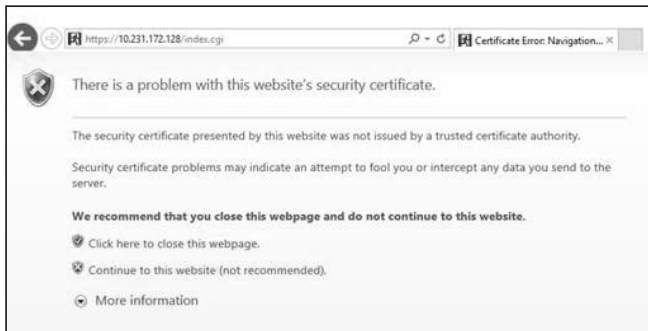 https://10.231.172.128/index.cgi
Certificate Error: Navigation...
There is a problem with this website's security certificate.
The security certificate presented by this website was not issued by a trusted certificate authority.
Security certificate problems may indicate an attempt to fool you or intercept any data you send to the
server.
We recommend that you close this webpage and do not continue to this website.
Click here to close this webpage.
Continue to this website (not recommended).
More information